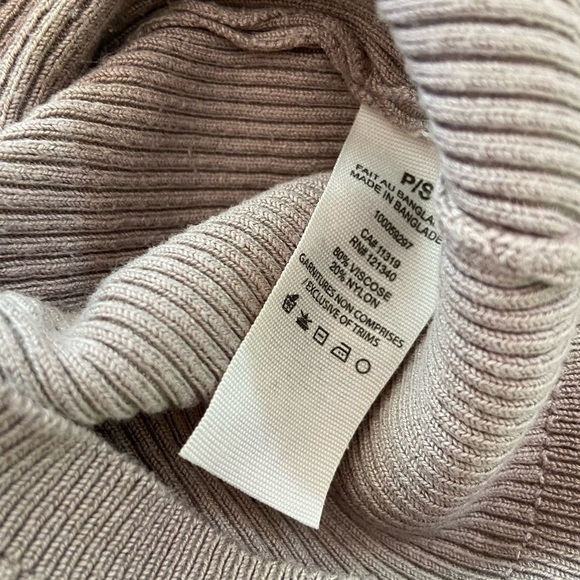 P/S
FAIT AU BANGLA
MADE IN BANGLADE
100059297
CA# 11319
RN# 121340
80% VISCOSE
20% NYLON
GARNITURES NON COMPRISES
/ EXCLUSIVE OF TRIMS